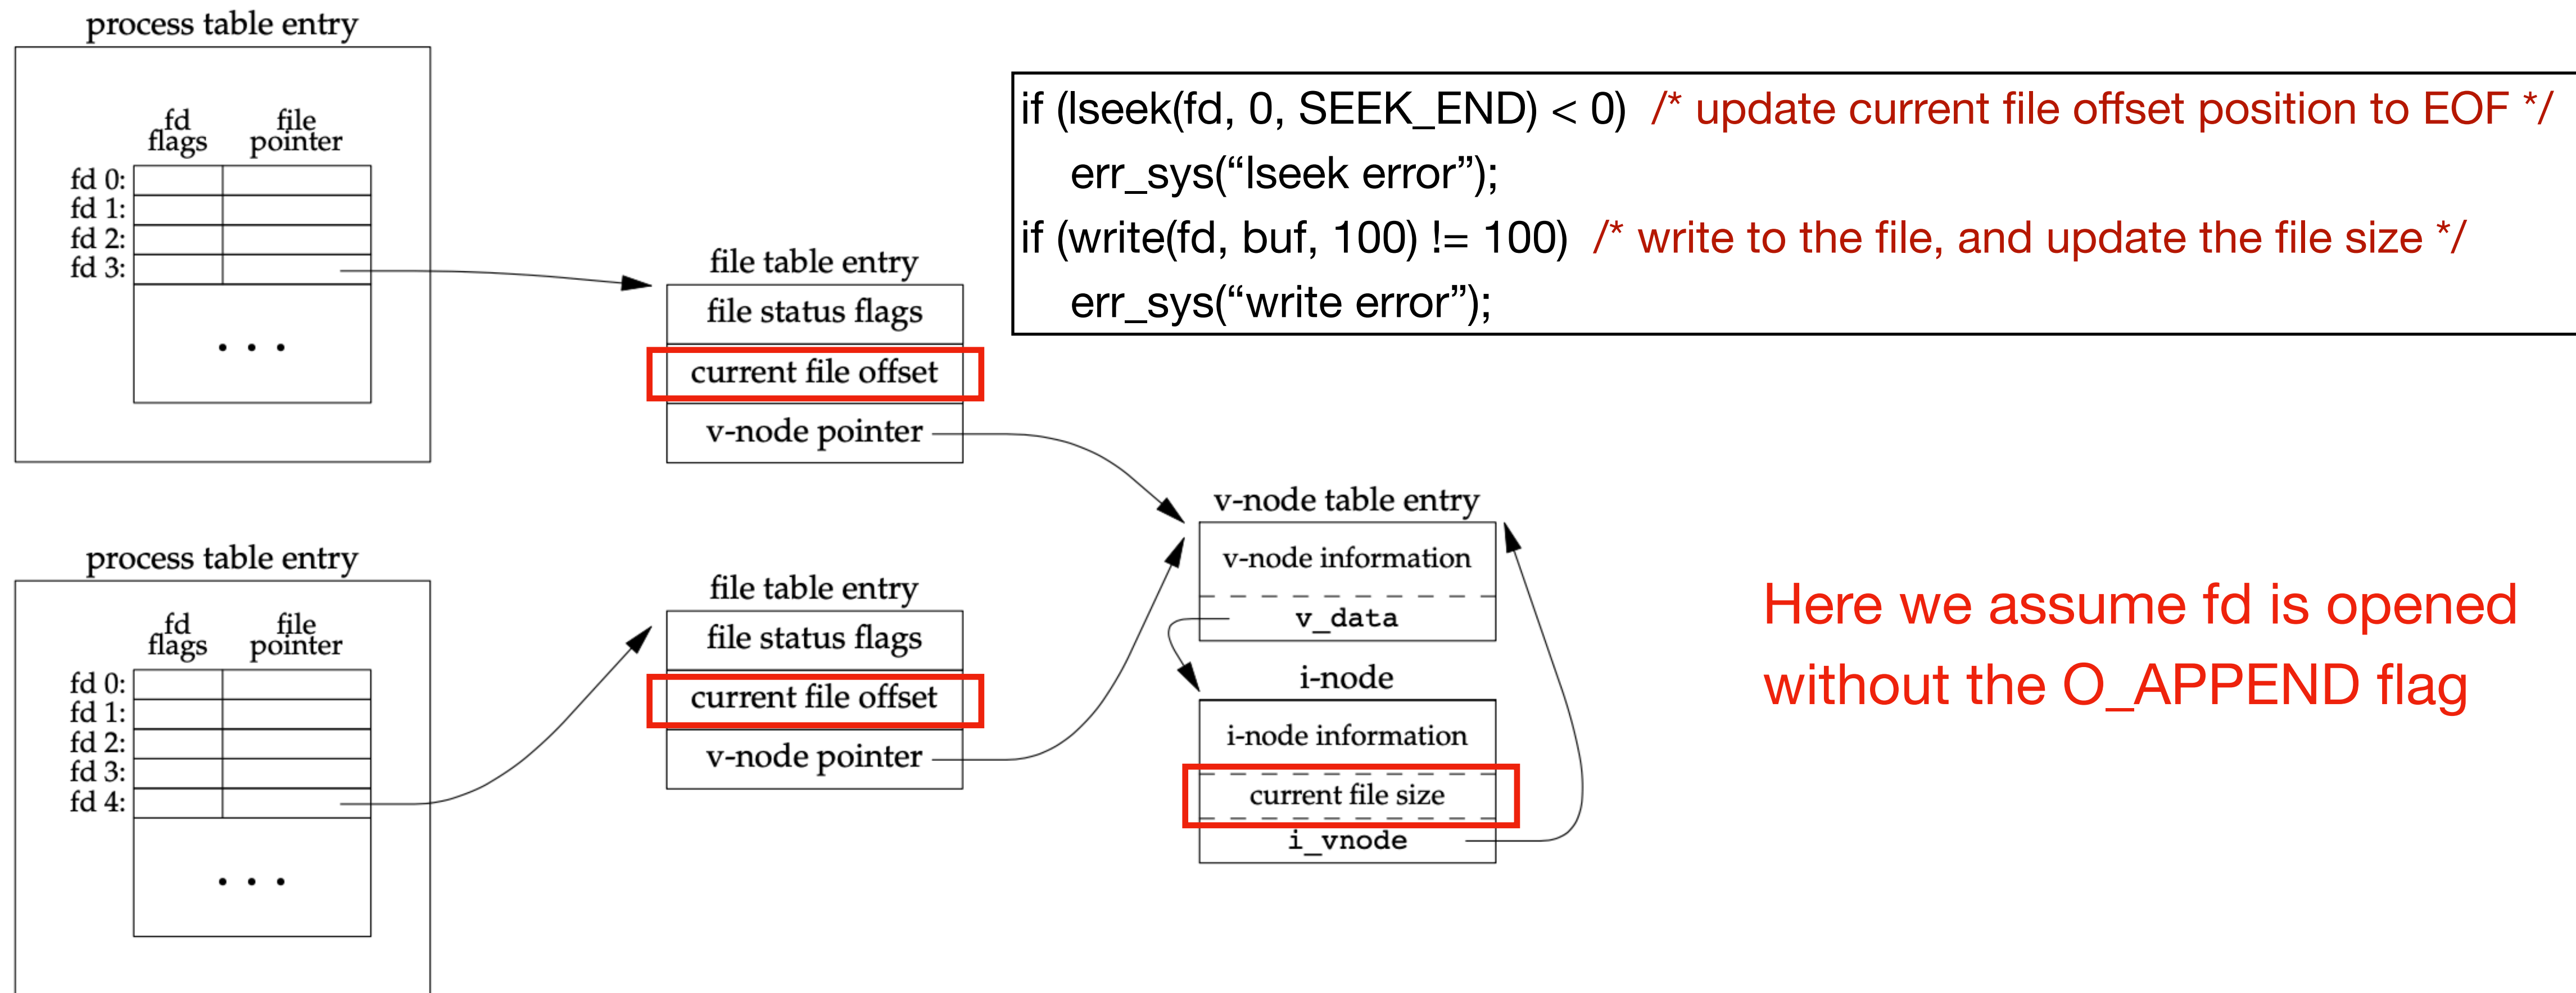 process table entry
fd flags
file pointer
fd 0:
fd 1:
fd 2:
fd 3:
• • •
file table entry
file status flags
current file offset
v-node pointer
if (lseek(fd, 0, SEEK_END) < 0)  /* update current file offset position to EOF */
err_sys(“lseek error”);
if (write(fd, buf, 100) != 100)  /* write to the file, and update the file size */
err_sys(“write error”);
process table entry
fd flags
file pointer
fd 0:
fd 1:
fd 2:
fd 3:
fd 4:
• • •
file table entry
file status flags
current file offset
v-node pointer
v-node table entry
v-node information
v_data
i-node
i-node information
current file size
i_vnode
Here we assume fd is opened
without the O_APPEND flag